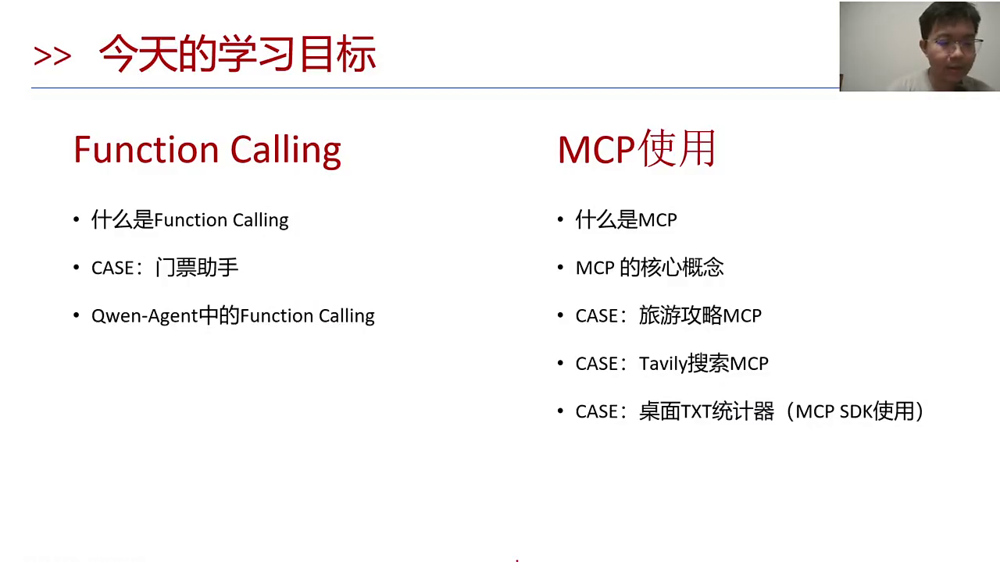 >> 今天的学习目标
Function Calling
• 什么是Function Calling
• CASE：门票助手
• Qwen-Agent中的Function Calling
MCP使用
• 什么是MCP
• MCP 的核心概念
• CASE：旅游攻略MCP
• CASE：Tavily搜索MCP
• CASE：桌面TXT统计器（MCP SDK使用）